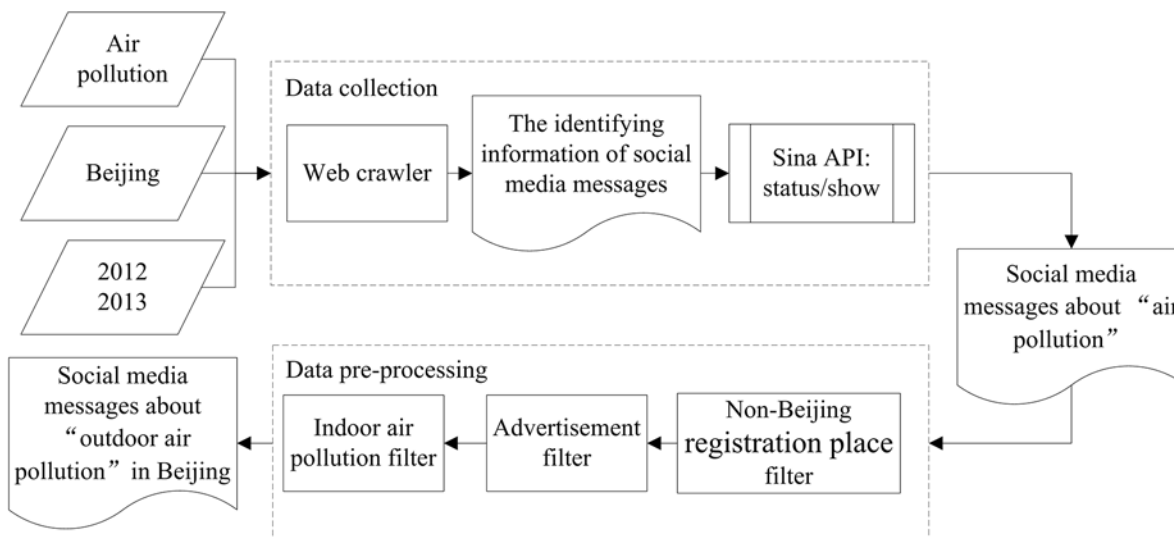 Air
pollution
Beijing
2012
2013
Data collection
Web crawler
The identifying
information of social
media messages
Sina API:
status/show
Social media
messages about “air
pollution”
Data pre-processing
Non-Beijing
registration place
filter
Advertisement
filter
Indoor air
pollution filter
Social media
messages about
“outdoor air
pollution” in Beijing